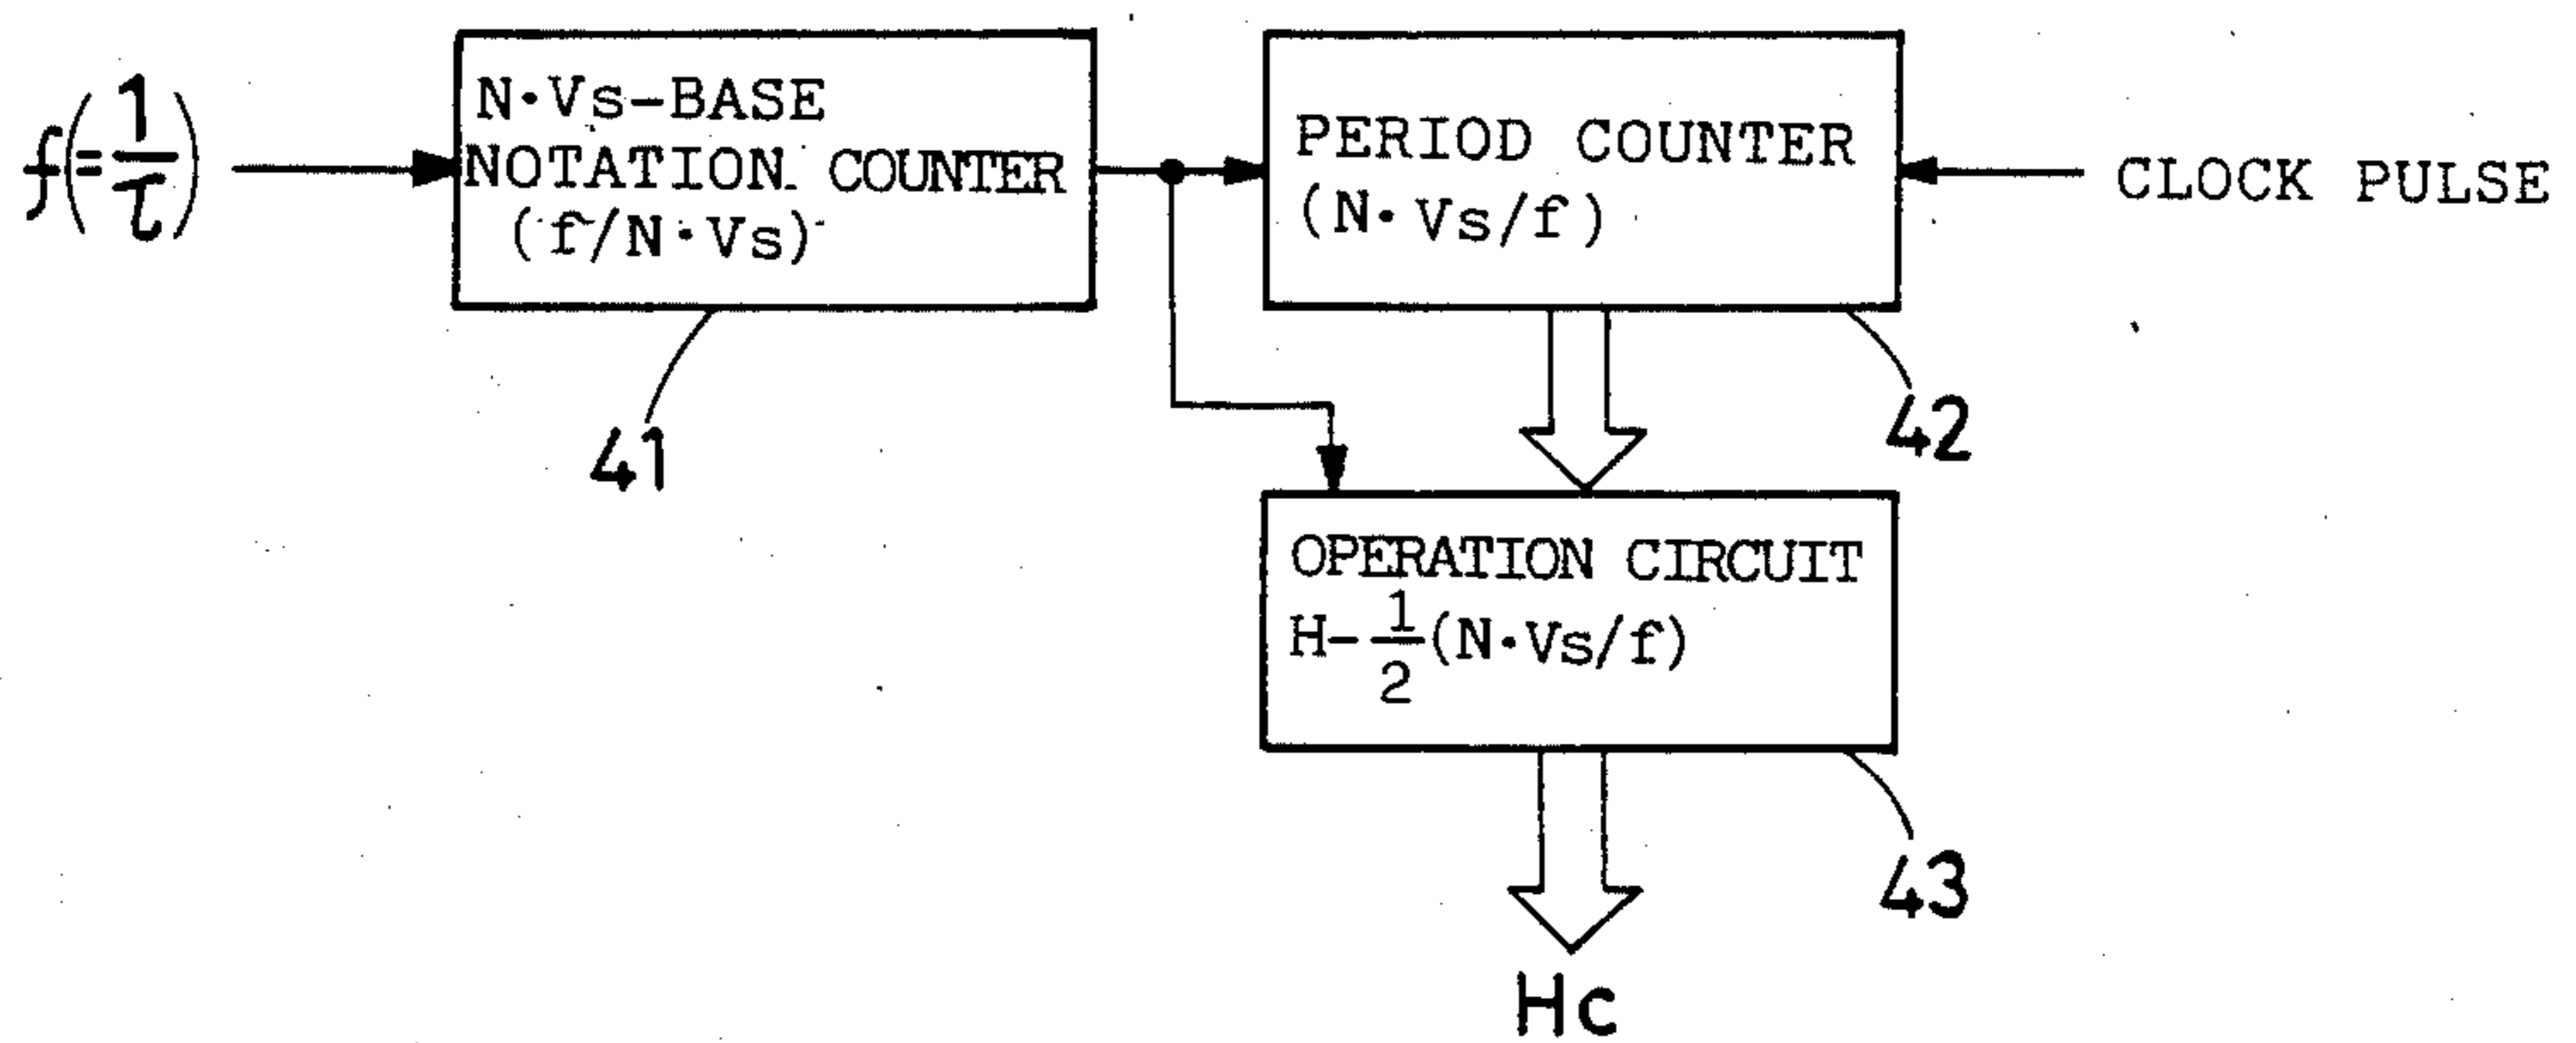 f(=1/τ)
N·Vs-BASE
NOTATION COUNTER
(f/N·Vs)
PERIOD COUNTER
(N·Vs/f)
CLOCK PULSE
41
42
OPERATION CIRCUIT
H-1/2(N·Vs/f)
43
Hc